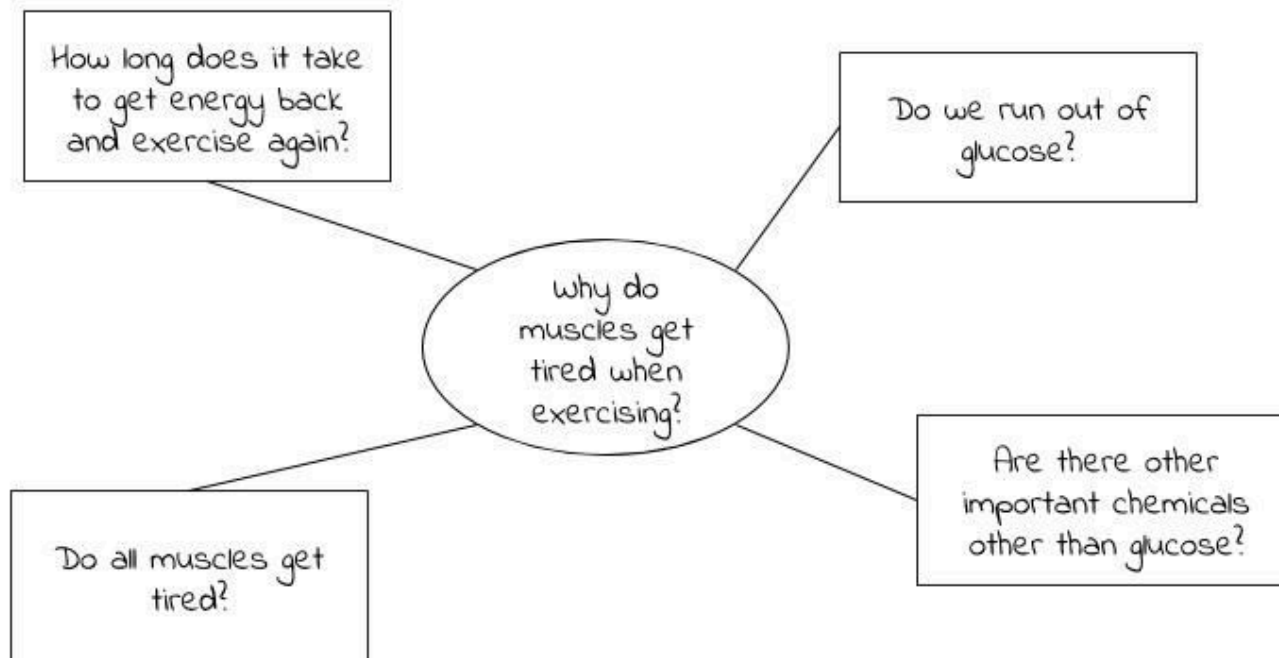 How long does it take
to get energy back
and exercise again?
Do we run out of
glucose?
Why do
muscles get
tired when
exercising?
Do all muscles get
tired?
Are there other
important chemicals
other than glucose?